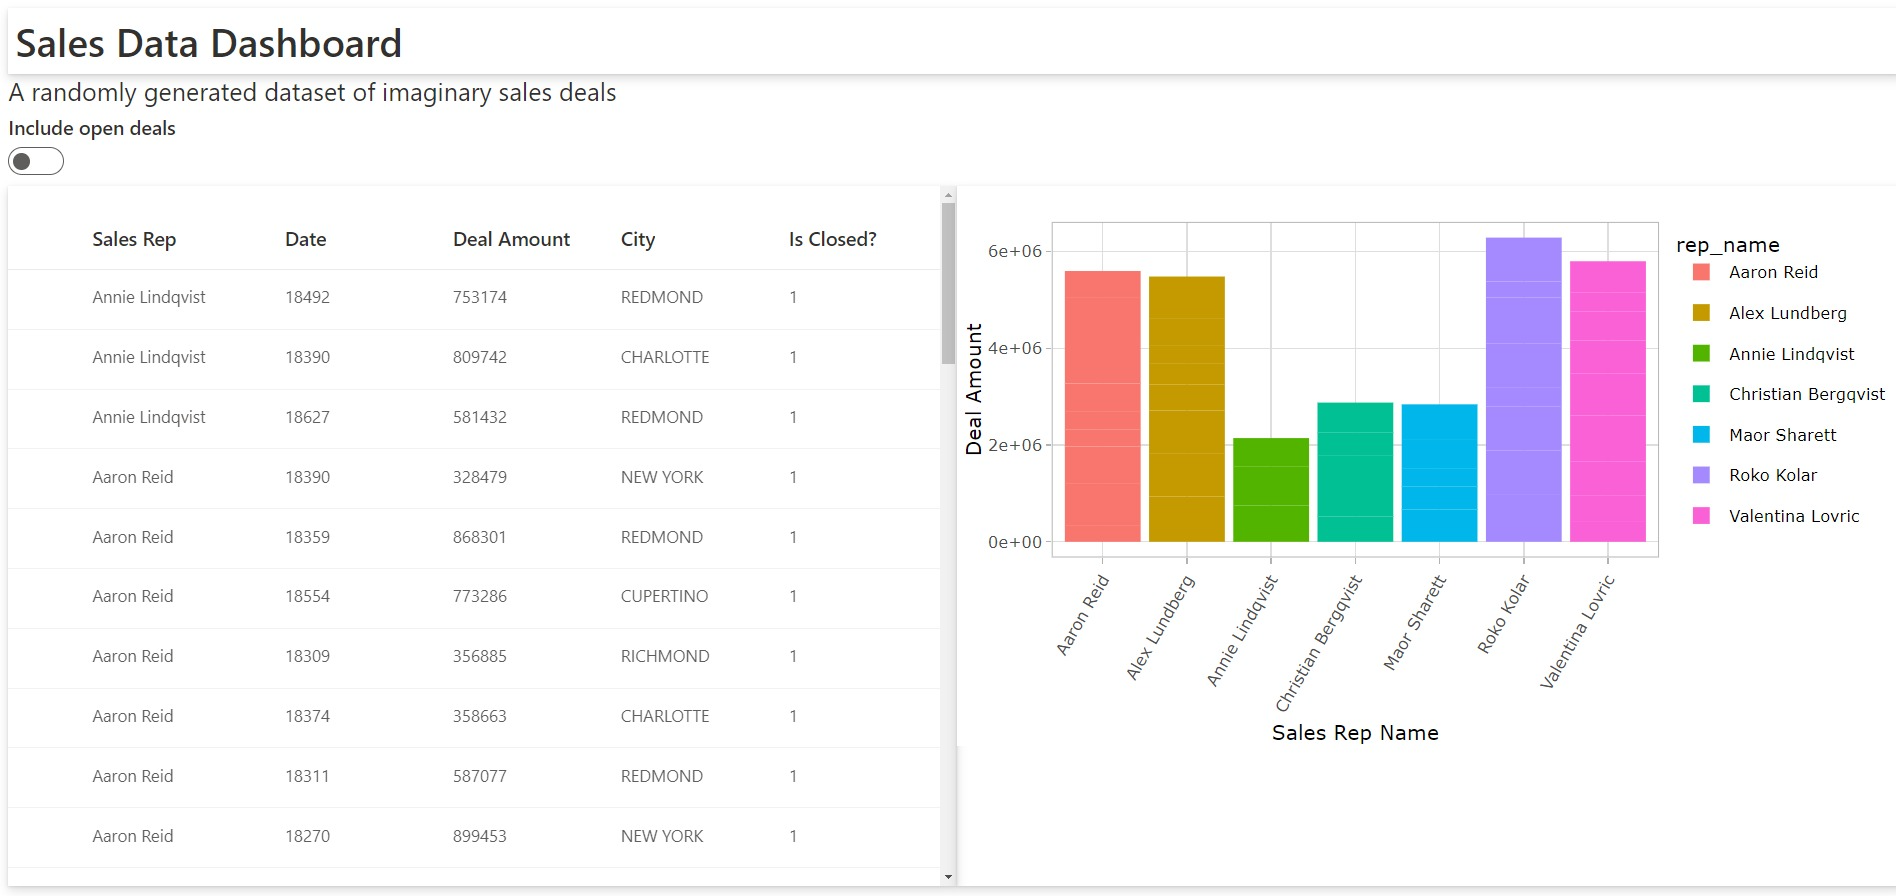 Sales Data Dashboard
A randomly generated dataset of imaginary sales deals
Include open deals
Sales Rep Date Deal Amount City Is Closed?
Annie Lindqvist 18492 753174 REDMOND 1
Annie Lindqvist 18390 809742 CHARLOTTE 1
Annie Lindqvist 18627 581432 REDMOND 1
Aaron Reid 18390 328479 NEW YORK 1
Aaron Reid 18359 868301 REDMOND 1
Aaron Reid 18554 773286 CUPERTINO 1
Aaron Reid 18309 356885 RICHMOND 1
Aaron Reid 18374 358663 CHARLOTTE 1
Aaron Reid 18311 587077 REDMOND 1
Aaron Reid 18270 899453 NEW YORK 1
Deal Amount
6e+06
4e+06
2e+06
0e+00
Aaron Reid
Alex Lundberg
Annie Lindqvist
Christian Bergqvist
Maor Sharett
Roko Kolar
Valentina Lovric
Sales Rep Name
rep_name
Aaron Reid
Alex Lundberg
Annie Lindqvist
Christian Bergqvist
Maor Sharett
Roko Kolar
Valentina Lovric